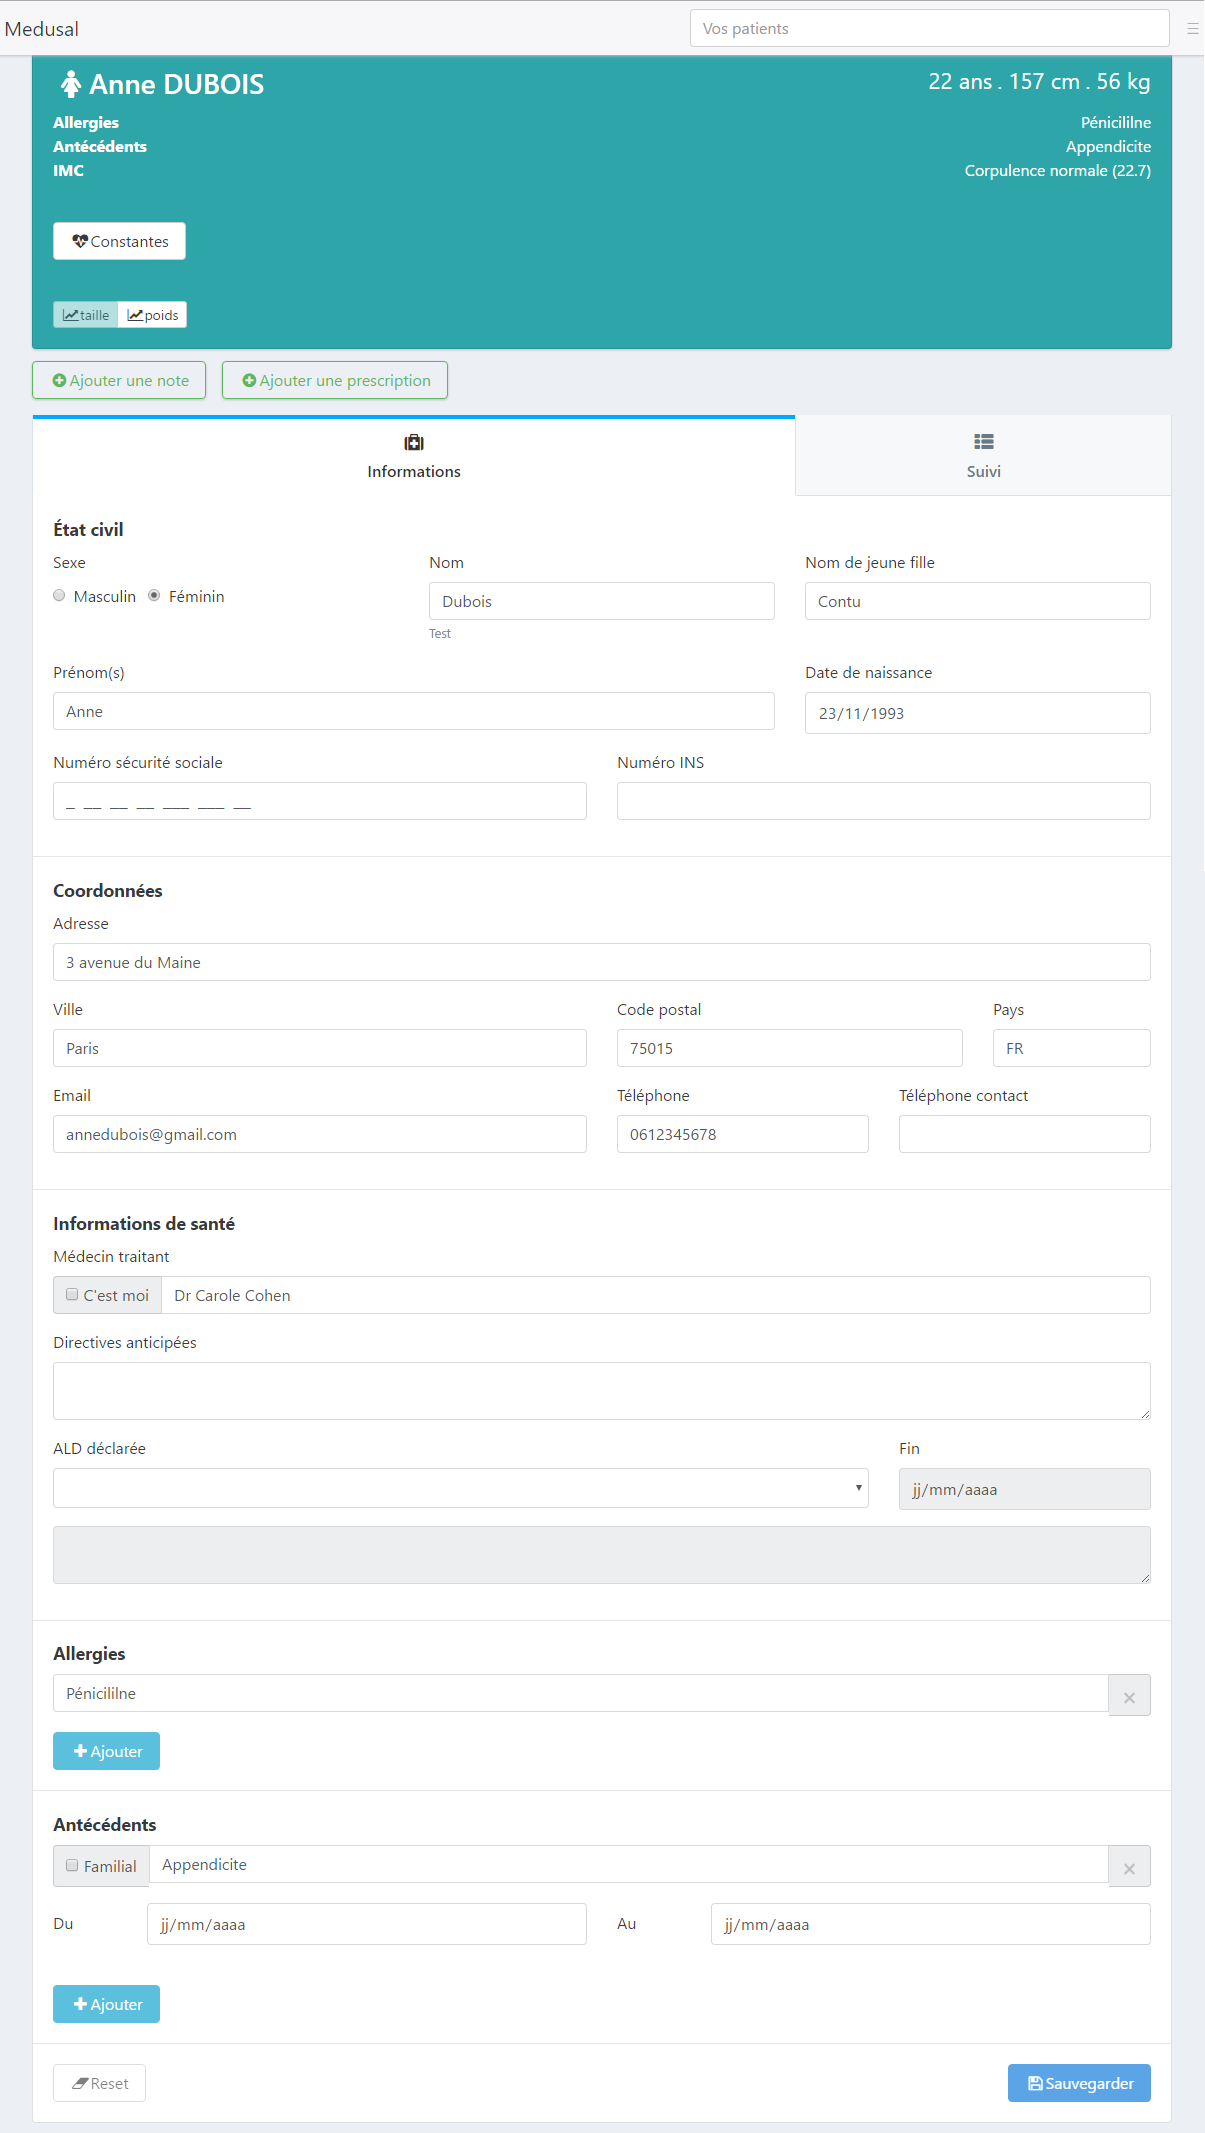 Medusal
Vos patients
Anne DUBOIS
22 ans . 157 cm . 56 kg
Allergies
Pénicililne
Antécédents
Appendicite
IMC
Corpulence normale (22.7)
Constantes
taille
poids
Ajouter une note
Ajouter une prescription
Informations
Suivi
État civil
Sexe
Nom
Nom de jeune fille
Masculin
Féminin
Dubois
Contu
Test
Prénom(s)
Date de naissance
Anne
23/11/1993
Numéro sécurité sociale
Numéro INS
_ __ __ __ ___ ___ __
Coordonnées
Adresse
3 avenue du Maine
Ville
Code postal
Pays
Paris
75015
FR
Email
Téléphone
Téléphone contact
annedubois@gmail.com
0612345678
Informations de santé
Médecin traitant
C'est moi
Dr Carole Cohen
Directives anticipées
ALD déclarée
Fin
jj/mm/aaaa
Allergies
Pénicililne
Ajouter
Antécédents
Familial
Appendicite
Du
jj/mm/aaaa
Au
jj/mm/aaaa
Ajouter
Reset
Sauvegarder